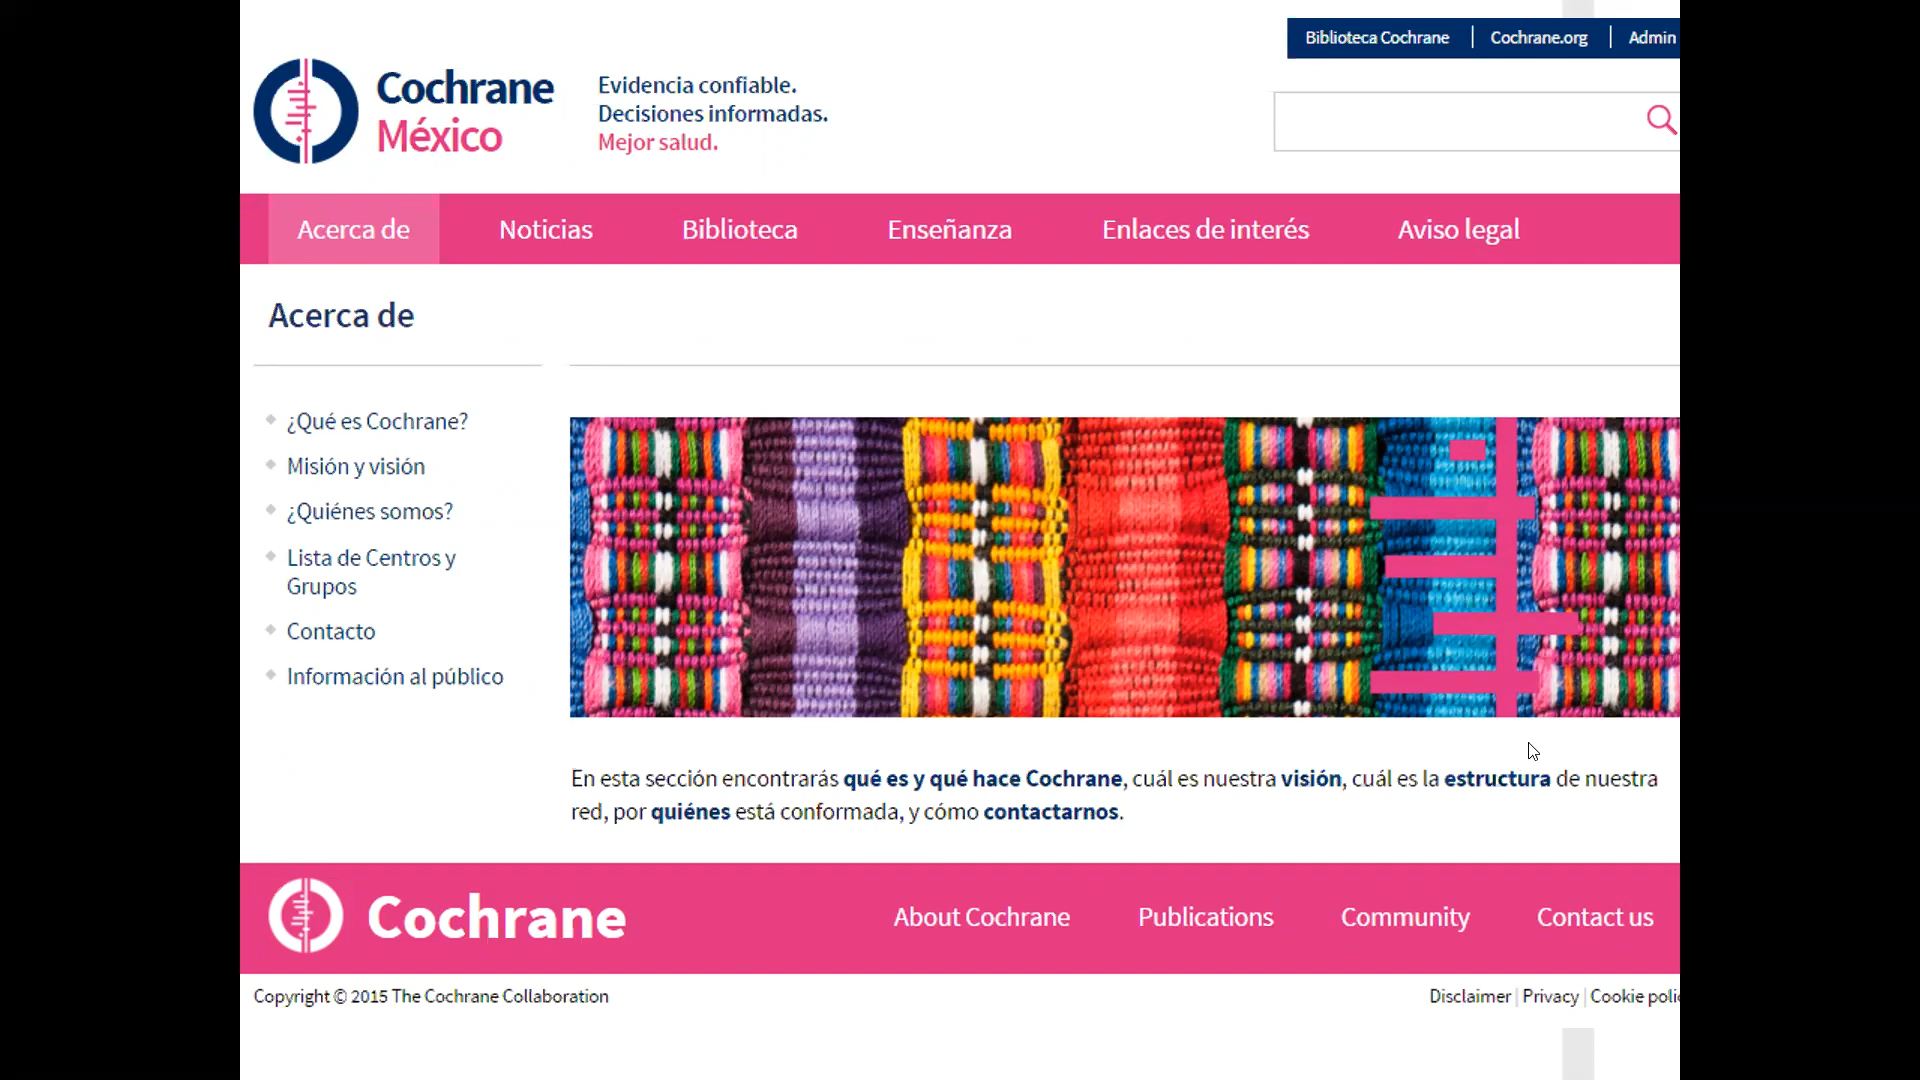 Biblioteca Cochrane | Cochrane.org | Admin
Cochrane
México
Evidencia confiable.
Decisiones informadas.
Mejor salud.
Acerca de Noticias Biblioteca Enseñanza Enlaces de interés Aviso legal
Acerca de
¿Qué es Cochrane?
Misión y visión
¿Quiénes somos?
Lista de Centros y
Grupos
Contacto
Información al público
En esta sección encontrarás qué es y qué hace Cochrane, cuál es nuestra visión, cuál es la estructura de nuestra
red, por quiénes está conformada, y cómo contactarnos.
Cochrane
About Cochrane Publications Community Contact us
Copyright © 2015 The Cochrane Collaboration
Disclaimer | Privacy | Cookie polic